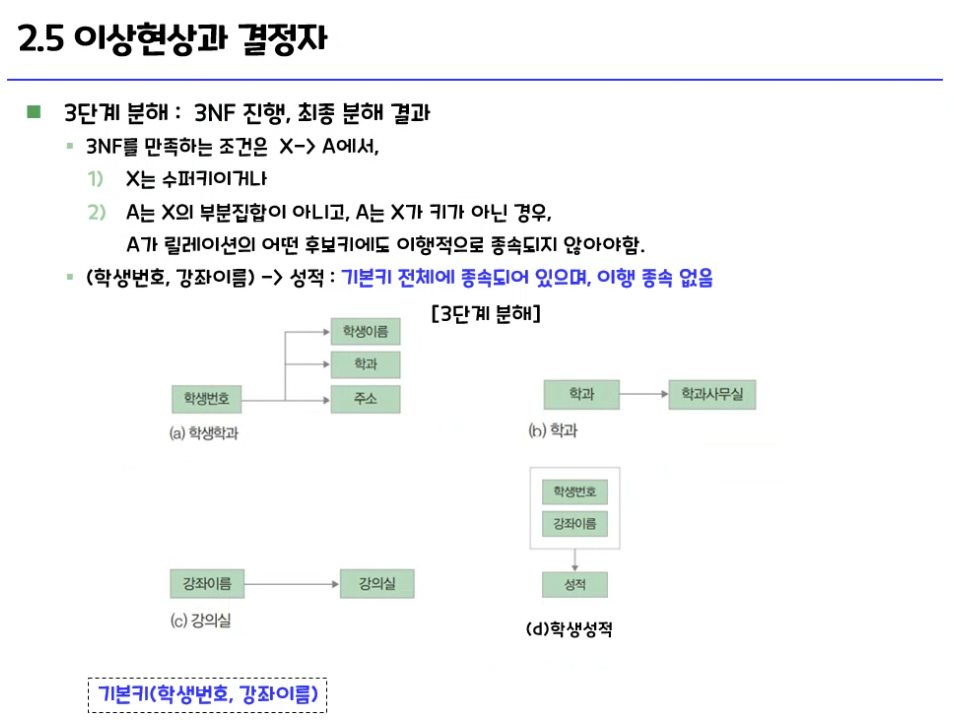 2.5 이상현상과 결정자
3단계 분해 : 3NF 진행, 최종 분해 결과
3NF를 만족하는 조건은 X-> A에서,
1) X는 수퍼키이거나
2) A는 X의 부분집합이 아니고, A는 X가 키가 아닌 경우,
A가 릴레이션의 어떤 후보키에도 이행적으로 종속되지 않아야함.
(학생번호, 강좌이름) -> 성적 : 기본키 전체에 종속되어 있으며, 이행 종속 없음
[3단계 분해]
학생이름
학과
학생번호
주소
(a) 학생학과
학과
학과사무실
(b) 학과
강좌이름
강의실
(c) 강의실
학생번호
강좌이름
성적
(d)학생성적
기본키(학생번호, 강좌이름)